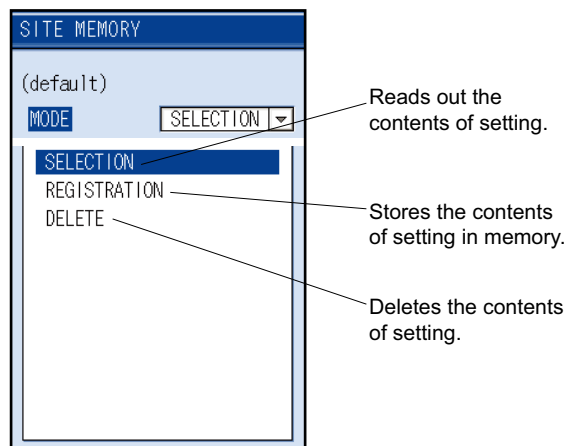 SITE MEMORY
(default)
MODE SELECTION
SELECTION
REGISTRATION
DELETE
Reads out the
contents of setting.
Stores the contents
of setting in memory.
Deletes the contents
of setting.